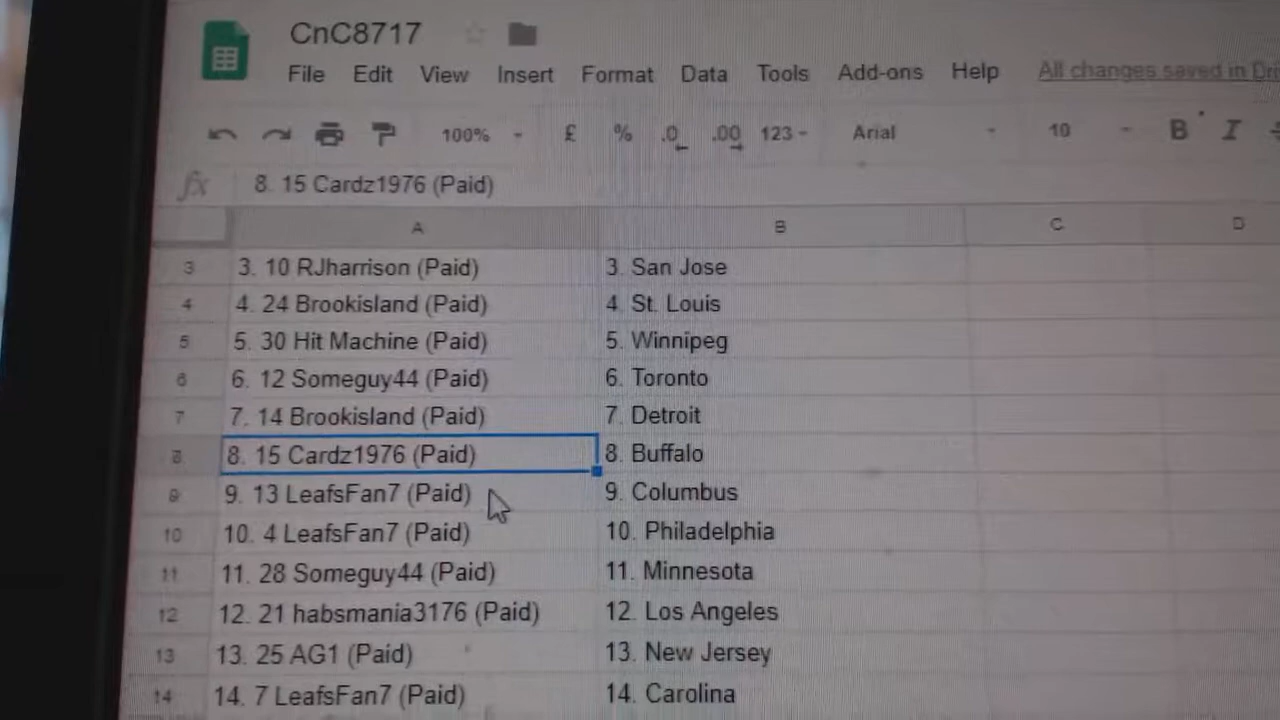 CnC8717
File Edit View Insert Format Data Tools Add-ons Help All changes saved in
100% £ % .0 .00 123 Arial 10 B I
fx 8. 15 Cardz1976 (Paid)
A B C D
3 3. 10 RJharrison (Paid) 3. San Jose
4 4. 24 Brookisland (Paid) 4. St. Louis
5 5. 30 Hit Machine (Paid) 5. Winnipeg
6 6. 12 Someguy44 (Paid) 6. Toronto
7 7. 14 Brookisland (Paid) 7. Detroit
8 8. 15 Cardz1976 (Paid) 8. Buffalo
9 9. 13 LeafsFan7 (Paid) 9. Columbus
10 10. 4 LeafsFan7 (Paid) 10. Philadelphia
11 11. 28 Someguy44 (Paid) 11. Minnesota
12 12. 21 habsmania3176 (Paid) 12. Los Angeles
13 13. 25 AG1 (Paid) 13. New Jersey
14 14. 7 LeafsFan7 (Paid) 14. Carolina